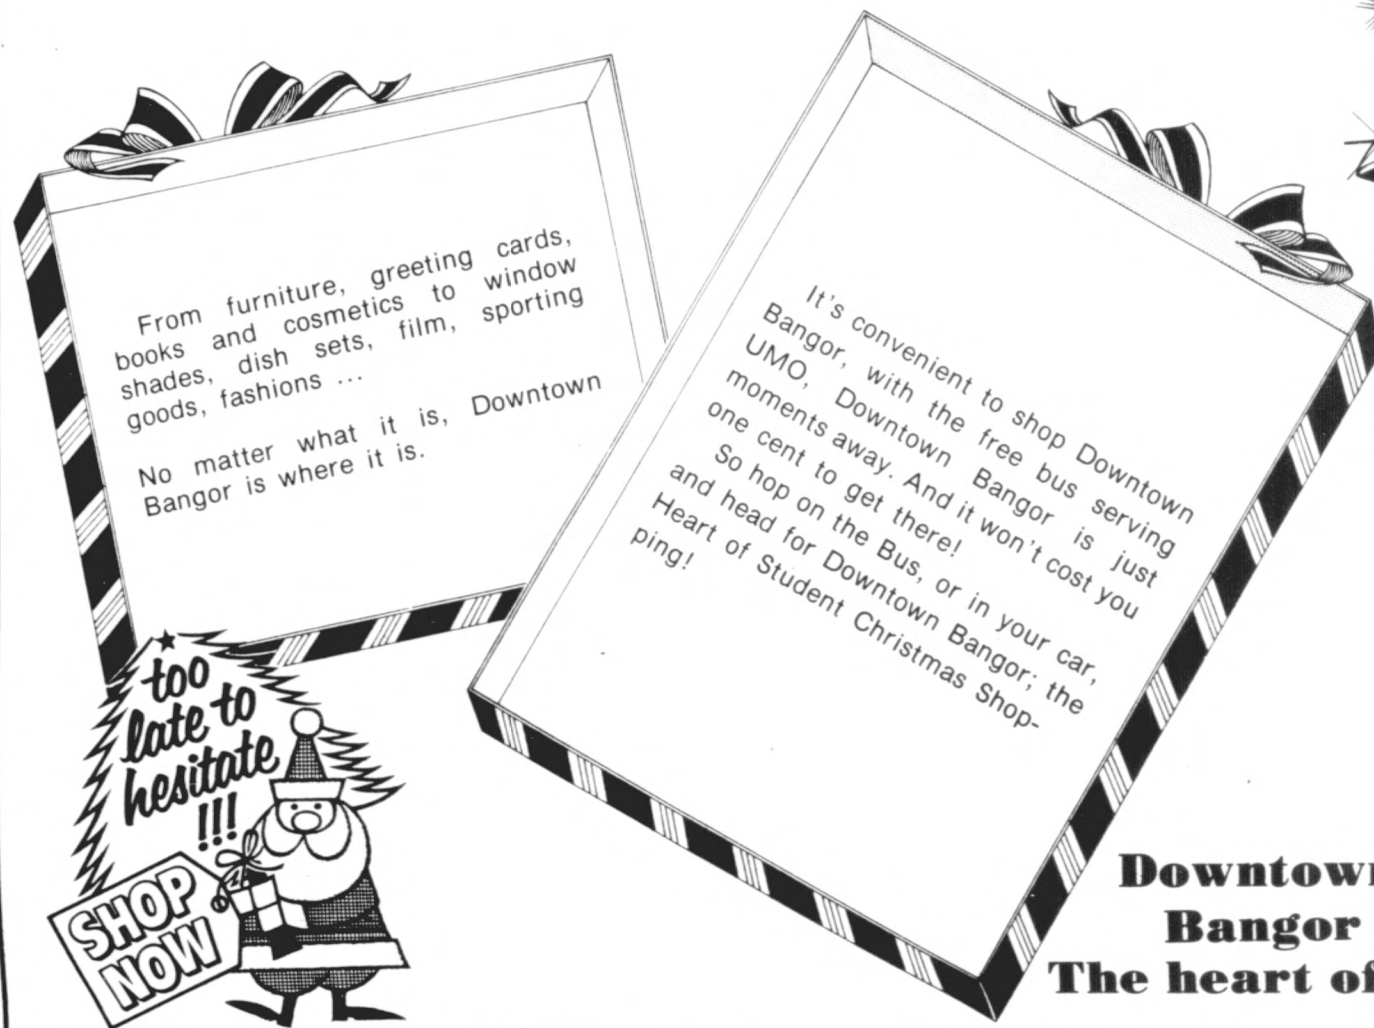 From furniture, greeting cards,
books and cosmetics to window
shades, dish sets, film, sporting
goods, fashions ...
No matter what it is, Downtown
Bangor is where it is.
It's convenient to shop Downtown
Bangor, with the free bus serving
UMO, Downtown Bangor is just
moments away. And it won't cost you
one cent to get there!
So hop on the Bus, or in your car,
and head for Downtown Bangor; the
Heart of Student Christmas Shop-
ping!
too
late to
hesitate
!!!
SHOP
NOW
Downtown
Bangor
The heart of